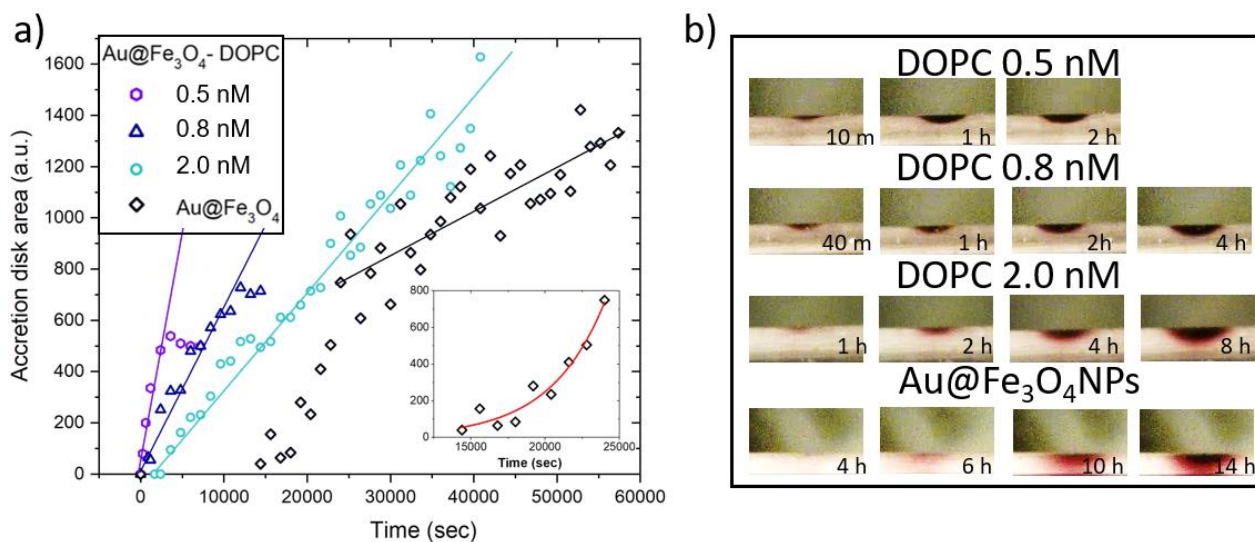 a)
Au@Fe₃O₄- DOPC
0.5 nM
0.8 nM
2.0 nM
Au@Fe₃O₄
Accretion disk area (a.u.)
1600
1400
1200
1000
800
600
400
200
0
0 10000 20000 30000 40000 50000 60000
Time (sec)
800
600
400
200
0
15000 20000 25000
Time (sec)
b)
DOPC 0.5 nM
10 m 1 h 2 h
DOPC 0.8 nM
40 m 1 h 2h 4 h
DOPC 2.0 nM
1 h 2 h 4 h 8 h
Au@Fe₃O₄NPs
4 h 6 h 10 h 14 h